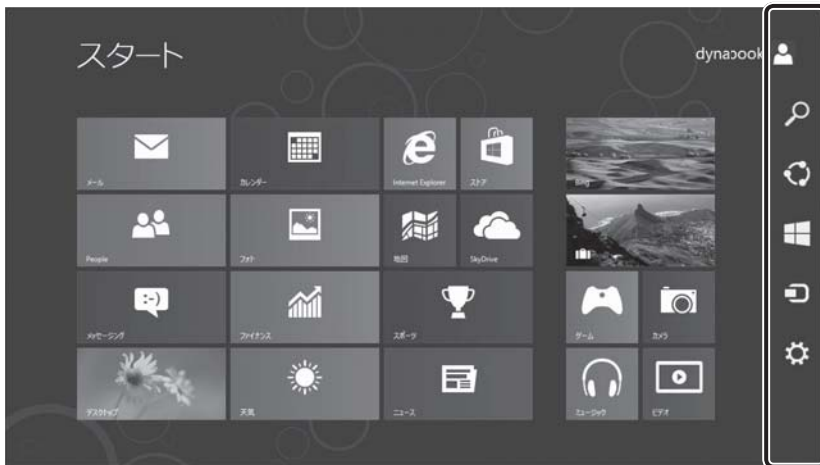 スタート
dynabook
メール
カレンダー
Internet Explorer
ストア
Bing
People
フォト
地図
SkyDrive
メッセージング
ファイナンス
スポーツ
ゲーム
カメラ
デスクトップ
天気
ニュース
ミュージック
ビデオ